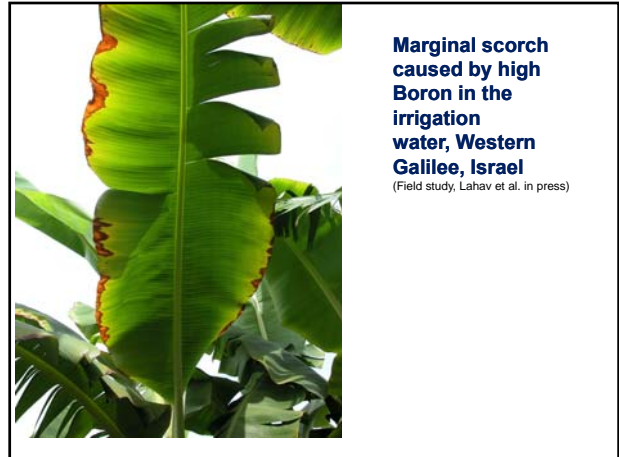 Marginal scorch
caused by high
Boron in the
irrigation
water, Western
Galilee, Israel
(Field study, Lahav et al. in press)